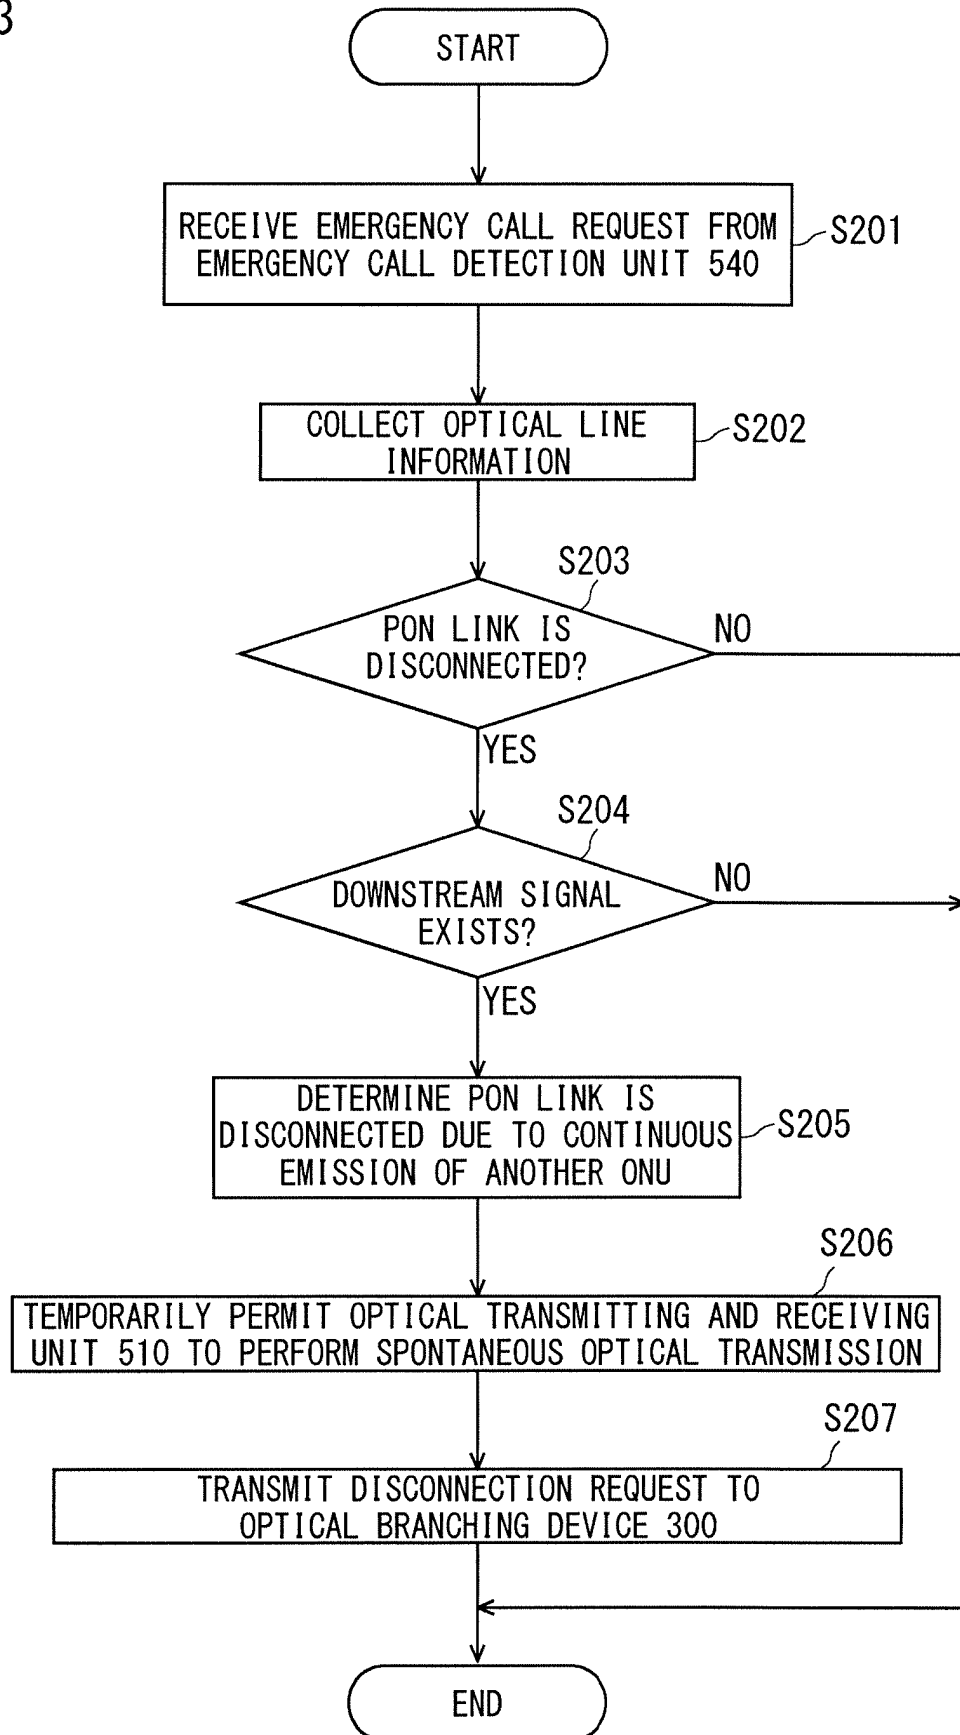 3
START
RECEIVE EMERGENCY CALL REQUEST FROM
EMERGENCY CALL DETECTION UNIT 540
S201
COLLECT OPTICAL LINE
INFORMATION
S202
S203
PON LINK IS
DISCONNECTED?
NO
YES
S204
DOWNSTREAM SIGNAL
EXISTS?
NO
YES
DETERMINE PON LINK IS
DISCONNECTED DUE TO CONTINUOUS
EMISSION OF ANOTHER ONU
S205
S206
TEMPORARILY PERMIT OPTICAL TRANSMITTING AND RECEIVING
UNIT 510 TO PERFORM SPONTANEOUS OPTICAL TRANSMISSION
S207
TRANSMIT DISCONNECTION REQUEST TO
OPTICAL BRANCHING DEVICE 300
END